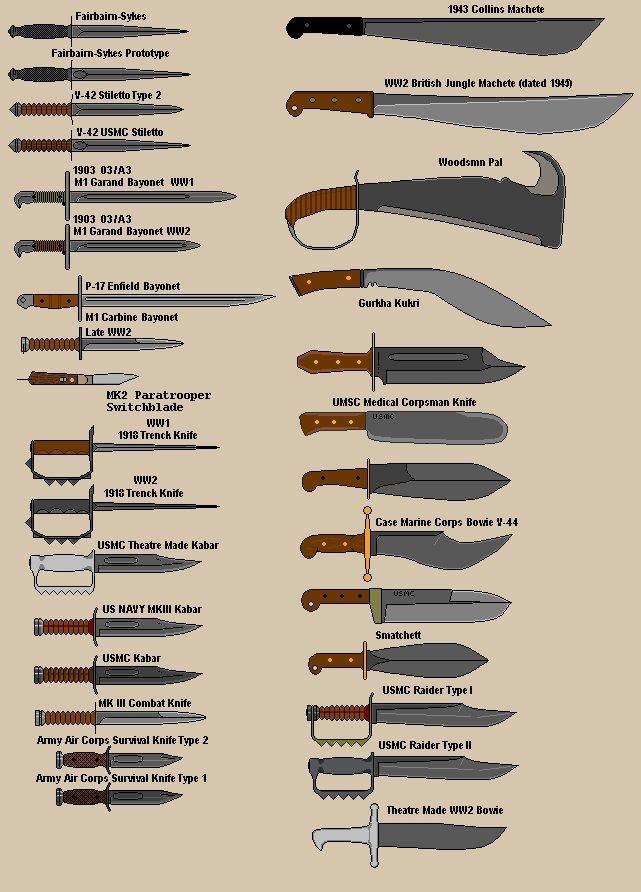 Fairbairn-Sykes
Fairbairn-Sykes Prototype
V-42 Stiletto Type 2
V-42 USMC Stiletto
1903 03/A3
M1 Garand Bayonet WW1
1903 03/A3
M1 Garand Bayonet WW2
P-17 Enfield Bayonet
M1 Carbine Bayonet
Late WW2
MK2 Paratrooper
Switchblade
WW1
1918 Trenck Knife
WW2
1918 Trenck Knife
USMC Theatre Made Kabar
US NAVY MKIII Kabar
USMC Kabar
MK III Combat Knife
Army Air Corps Survival Knife Type 2
Army Air Corps Survival Knife Type 1
1943 Collins Machete
WW2 British Jungle Machete (dated 1945)
Woodsmn Pal
Gurkha Kukri
UMSC Medical Corpsman Knife
USMC
Case Marine Corps Bowie V-44
USMC
Smatchett
USMC Raider Type I
USMC Raider Type II
Theatre Made WW2 Bowie